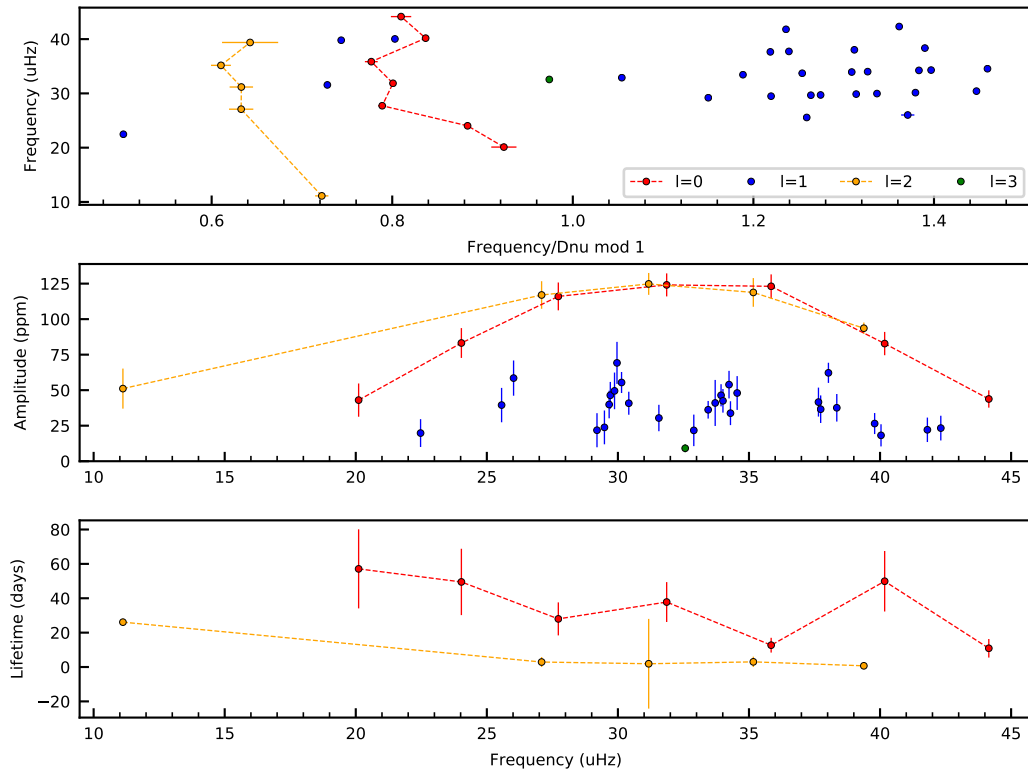 40
30
20
10
Frequency (uHz)
l=0 l=1 l=2 l=3
0.6 0.8 1.0 1.2 1.4
Frequency/Dnu mod 1
125
100
75
50
25
0
Amplitude (ppm)
10 15 20 25 30 35 40 45
80
60
40
20
0
−20
Lifetime (days)
10 15 20 25 30 35 40 45
Frequency (uHz)